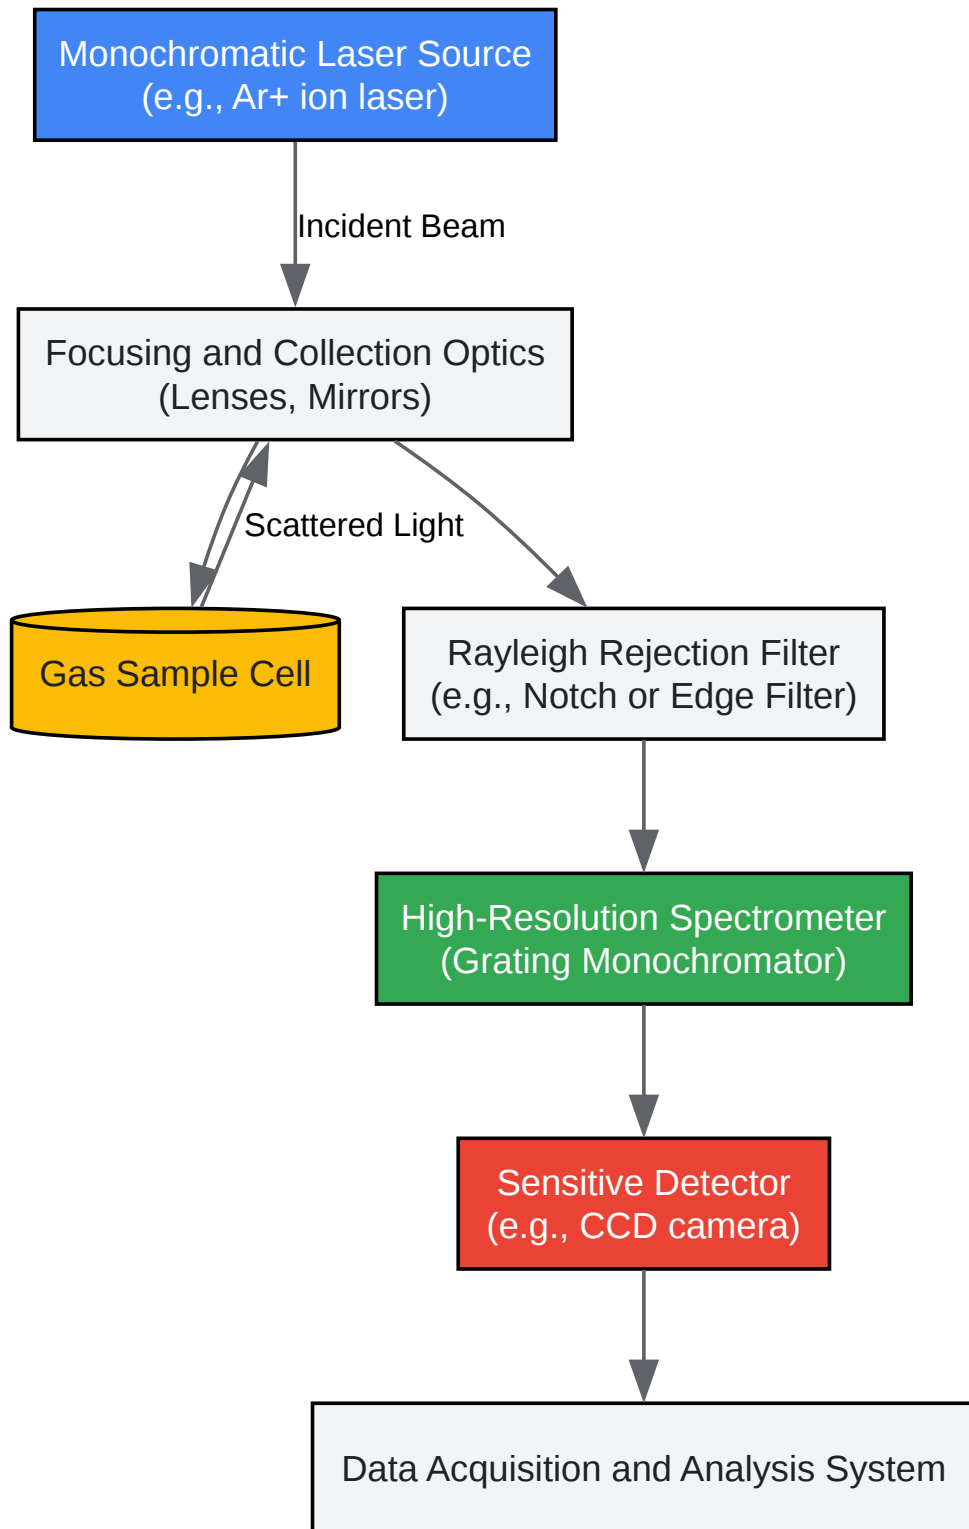 Monochromatic Laser Source
(e.g., Ar+ ion laser)
Incident Beam
Focusing and Collection Optics
(Lenses, Mirrors)
Scattered Light
Gas Sample Cell
Rayleigh Rejection Filter
(e.g., Notch or Edge Filter)
High-Resolution Spectrometer
(Grating Monochromator)
Sensitive Detector
(e.g., CCD camera)
Data Acquisition and Analysis System